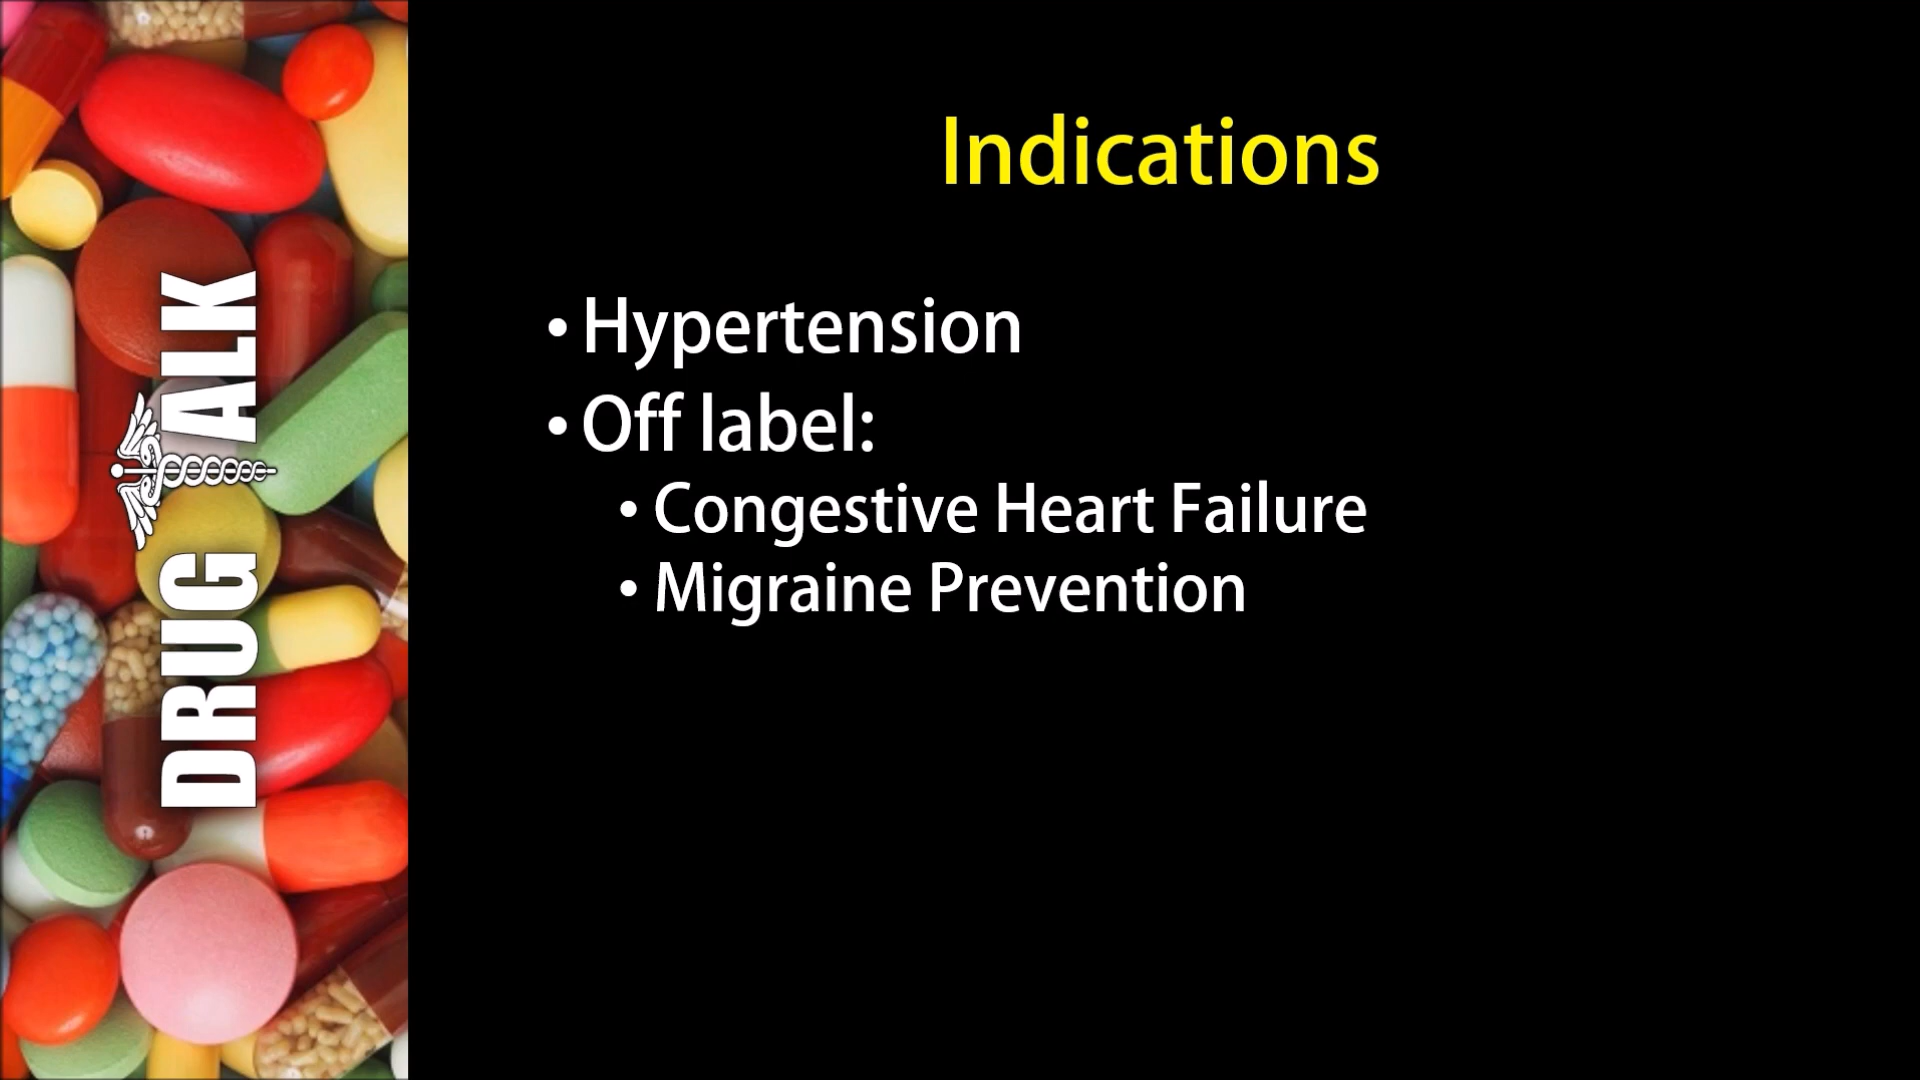 DRUG TALK
Indications
• Hypertension
• Off label:
• Congestive Heart Failure
• Migraine Prevention